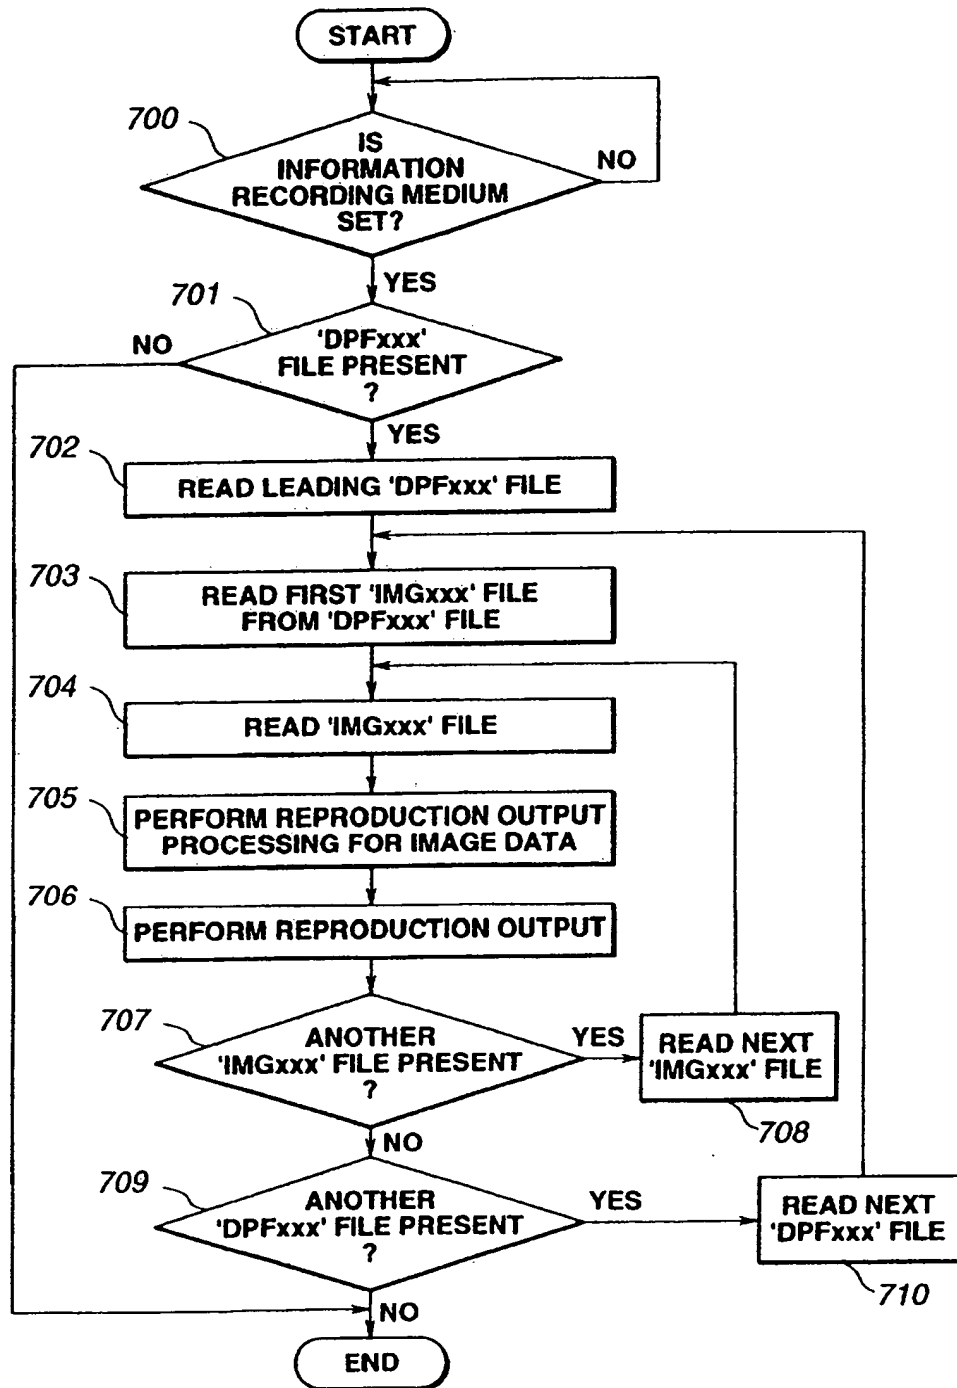 START
700
IS
INFORMATION
RECORDING MEDIUM
SET?
NO
YES
701
'DPFxxx'
FILE PRESENT
?
NO
YES
702
READ LEADING 'DPFxxx' FILE
703
READ FIRST 'IMGxxx' FILE
FROM 'DPFxxx' FILE
704
READ 'IMGxxx' FILE
705
PERFORM REPRODUCTION OUTPUT
PROCESSING FOR IMAGE DATA
706
PERFORM REPRODUCTION OUTPUT
707
ANOTHER
'IMGxxx' FILE PRESENT
?
YES
READ NEXT
'IMGxxx' FILE
708
NO
709
ANOTHER
'DPFxxx' FILE PRESENT
?
YES
READ NEXT
'DPFxxx' FILE
710
NO
END